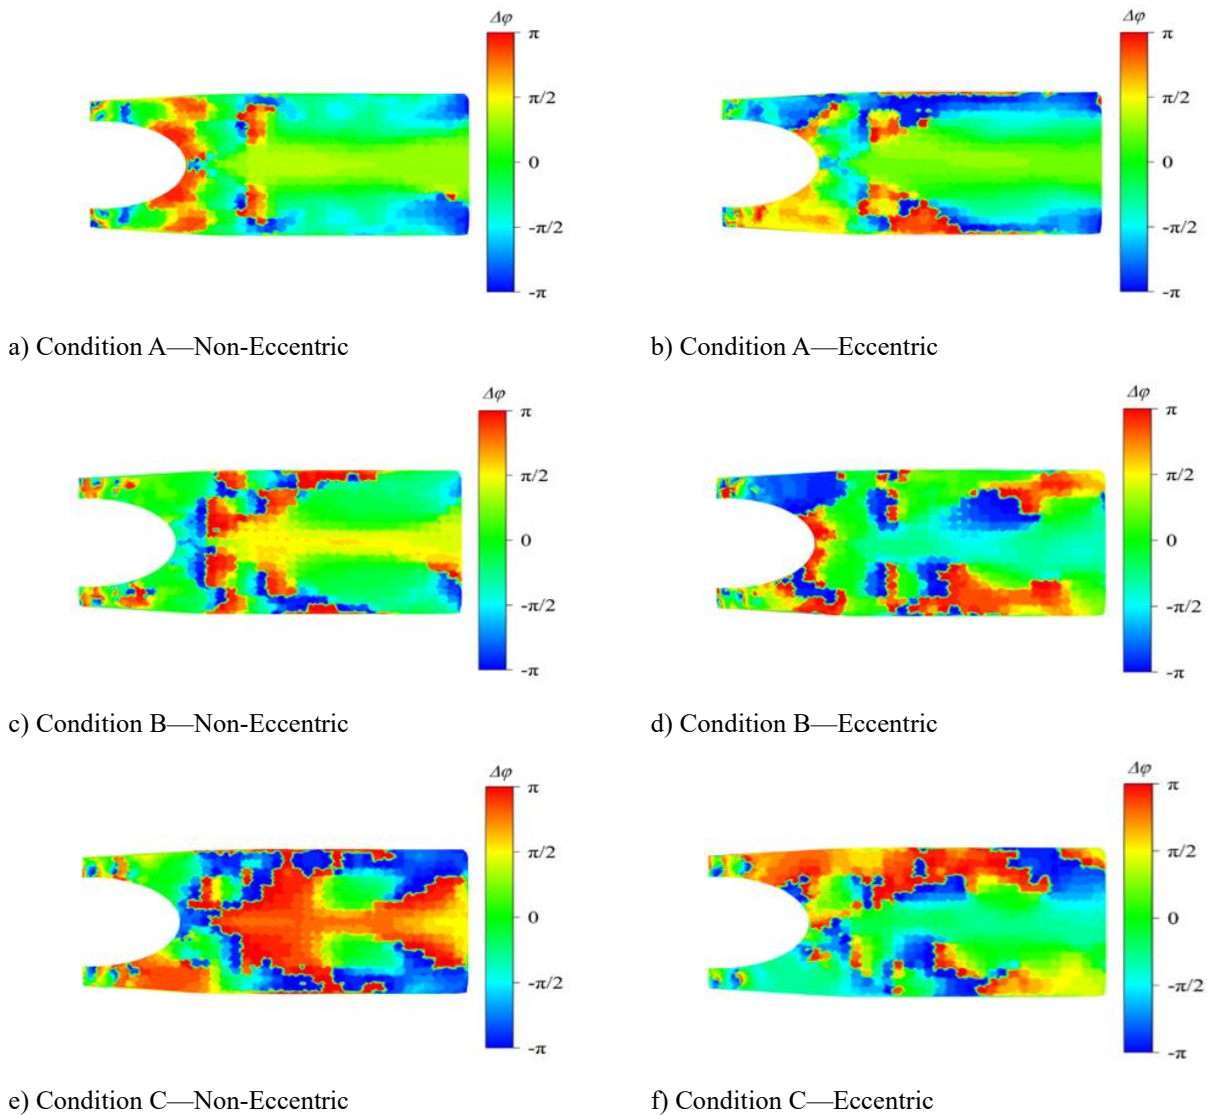 Δφ
π
π/2
0
-π/2
-π
Δφ
π
π/2
0
-π/2
-π
a) Condition A—Non-Eccentric
b) Condition A—Eccentric
Δφ
π
π/2
0
-π/2
-π
Δφ
π
π/2
0
-π/2
-π
c) Condition B—Non-Eccentric
d) Condition B—Eccentric
Δφ
π
π/2
0
-π/2
-π
Δφ
π
π/2
0
-π/2
-π
e) Condition C—Non-Eccentric
f) Condition C—Eccentric